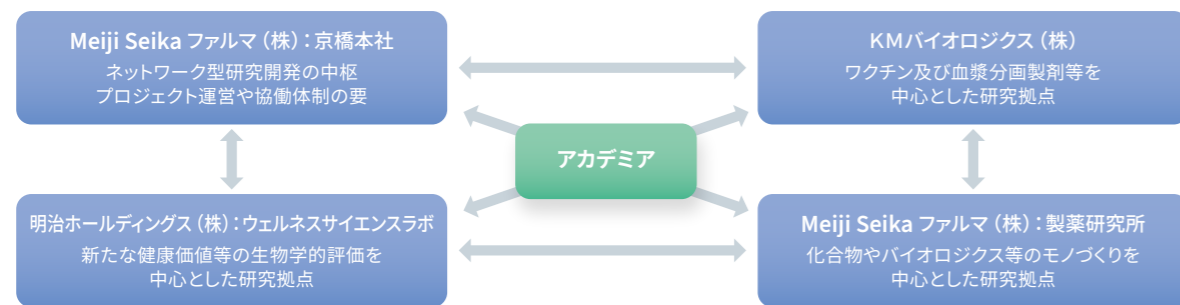 Meiji Seika ファルマ（株）：京橋本社
ネットワーク型研究開発の中枢
プロジェクト運営や協働体制の要
KMバイオロジクス（株）
ワクチン及び血漿分画製剤等を
中心とした研究拠点
アカデミア
明治ホールディングス（株）：ウェルネスサイエンスラボ
新たな健康価値等の生物学的評価を
中心とした研究拠点
Meiji Seika ファルマ（株）：製薬研究所
化合物やバイオロジクス等のモノづくりを
中心とした研究拠点